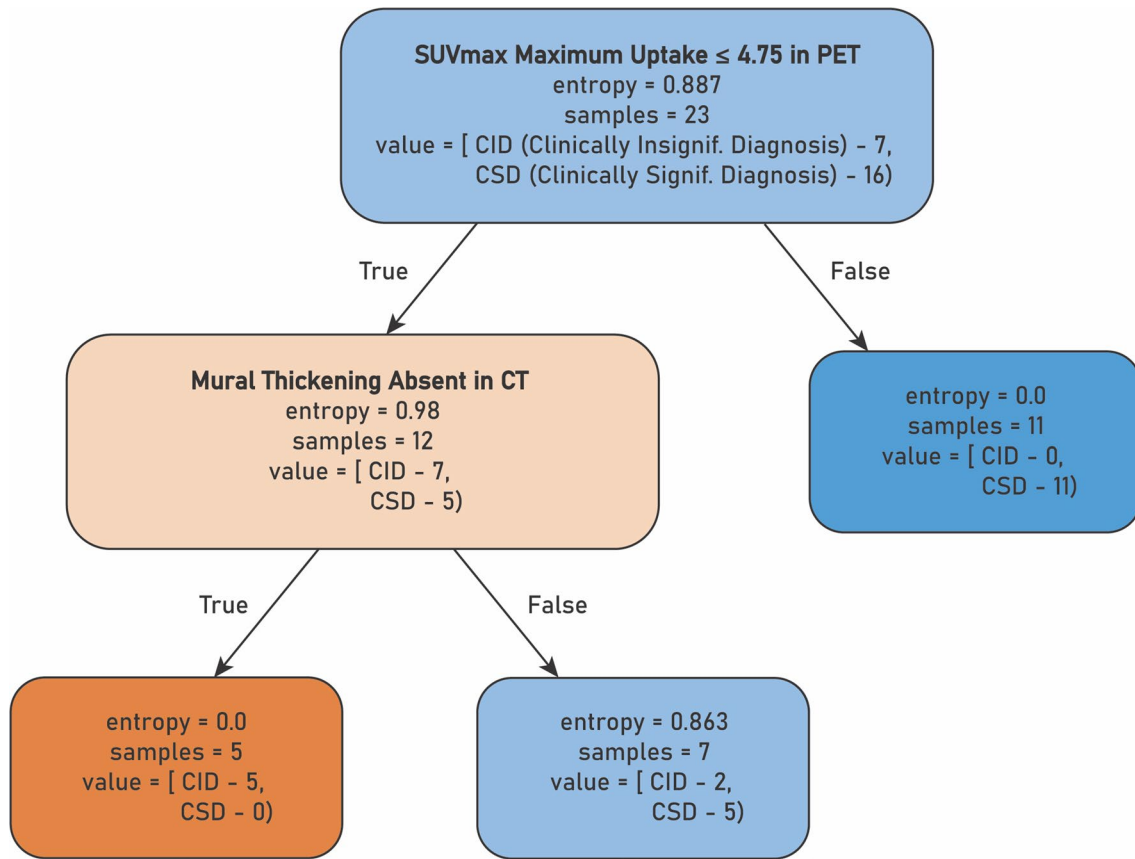 SUVmax Maximum Uptake ≤ 4.75 in PET
entropy = 0.887
samples = 23
value = [ CID (Clinically Insignif. Diagnosis) - 7,
CSD (Clinically Signif. Diagnosis) - 16)
True
False
Mural Thickening Absent in CT
entropy = 0.98
samples = 12
value = [ CID - 7,
CSD - 5)
entropy = 0.0
samples = 11
value = [ CID - 0,
CSD - 11)
True
False
entropy = 0.0
samples = 5
value = [ CID - 5,
CSD - 0)
entropy = 0.863
samples = 7
value = [ CID - 2,
CSD - 5)